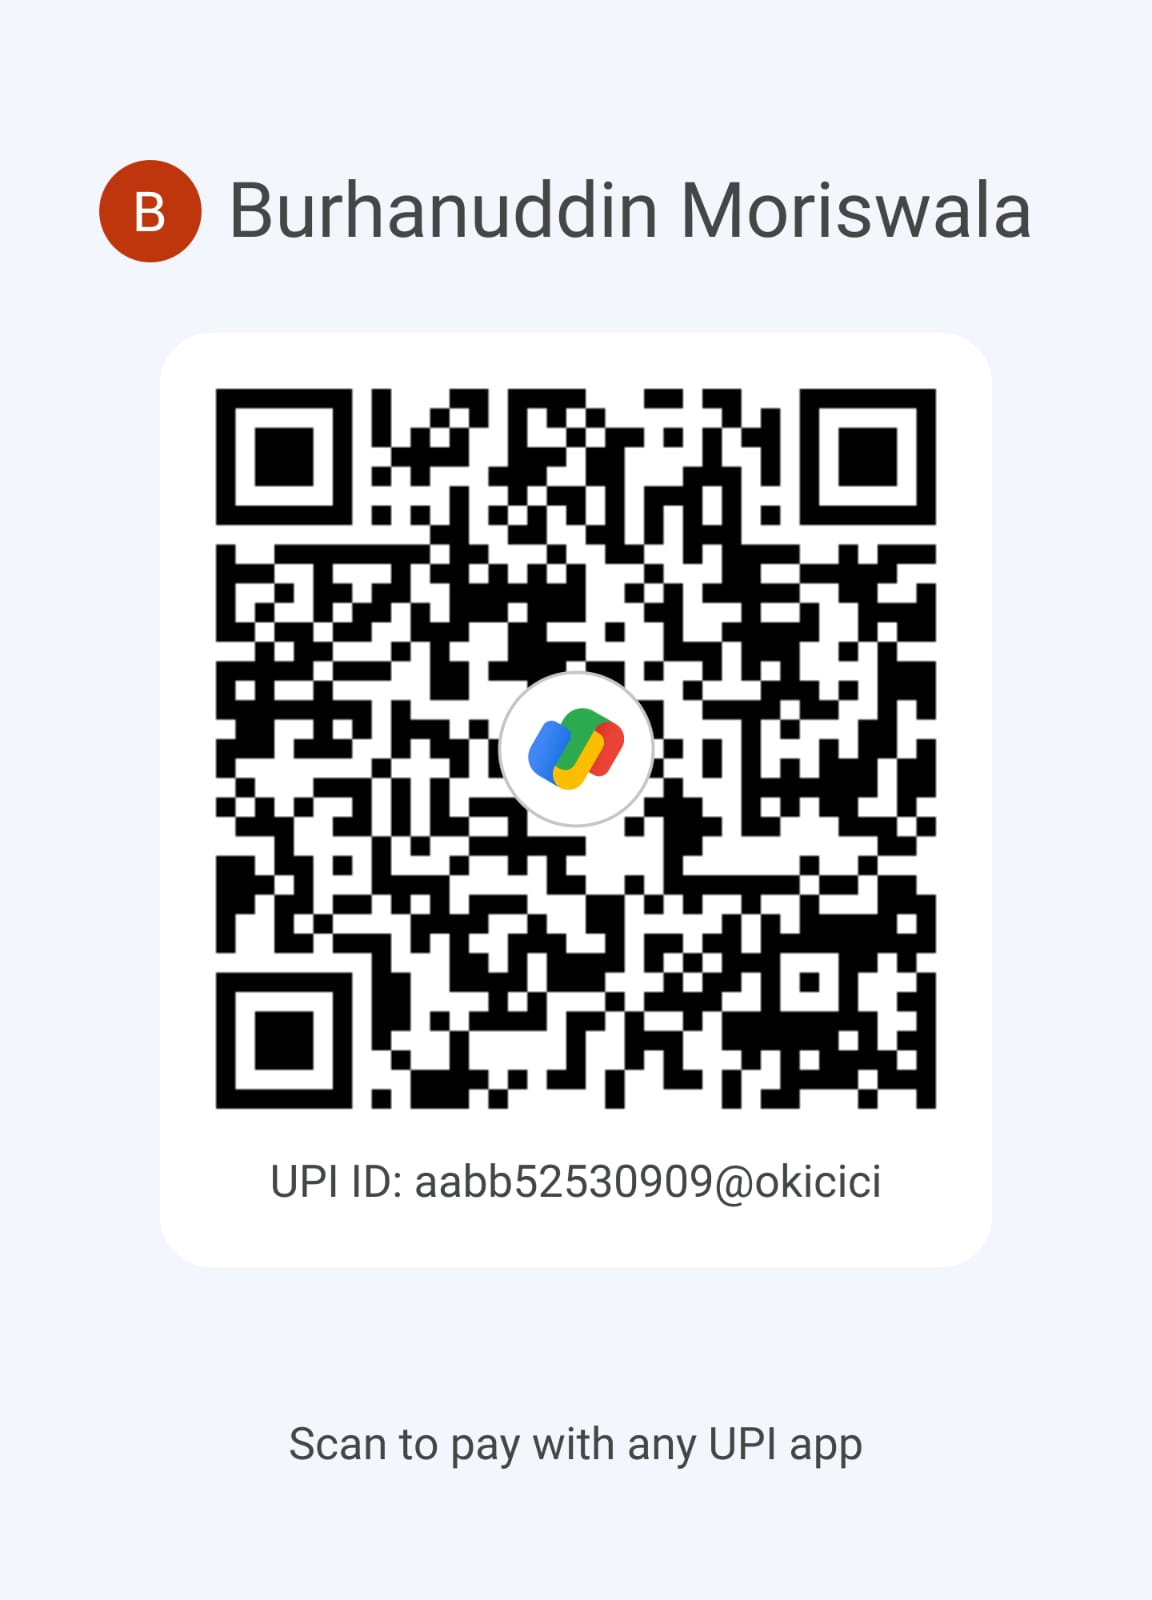 B Burhanuddin Moriswala
UPI ID: aabb52530909@okicici
Scan to pay with any UPI app